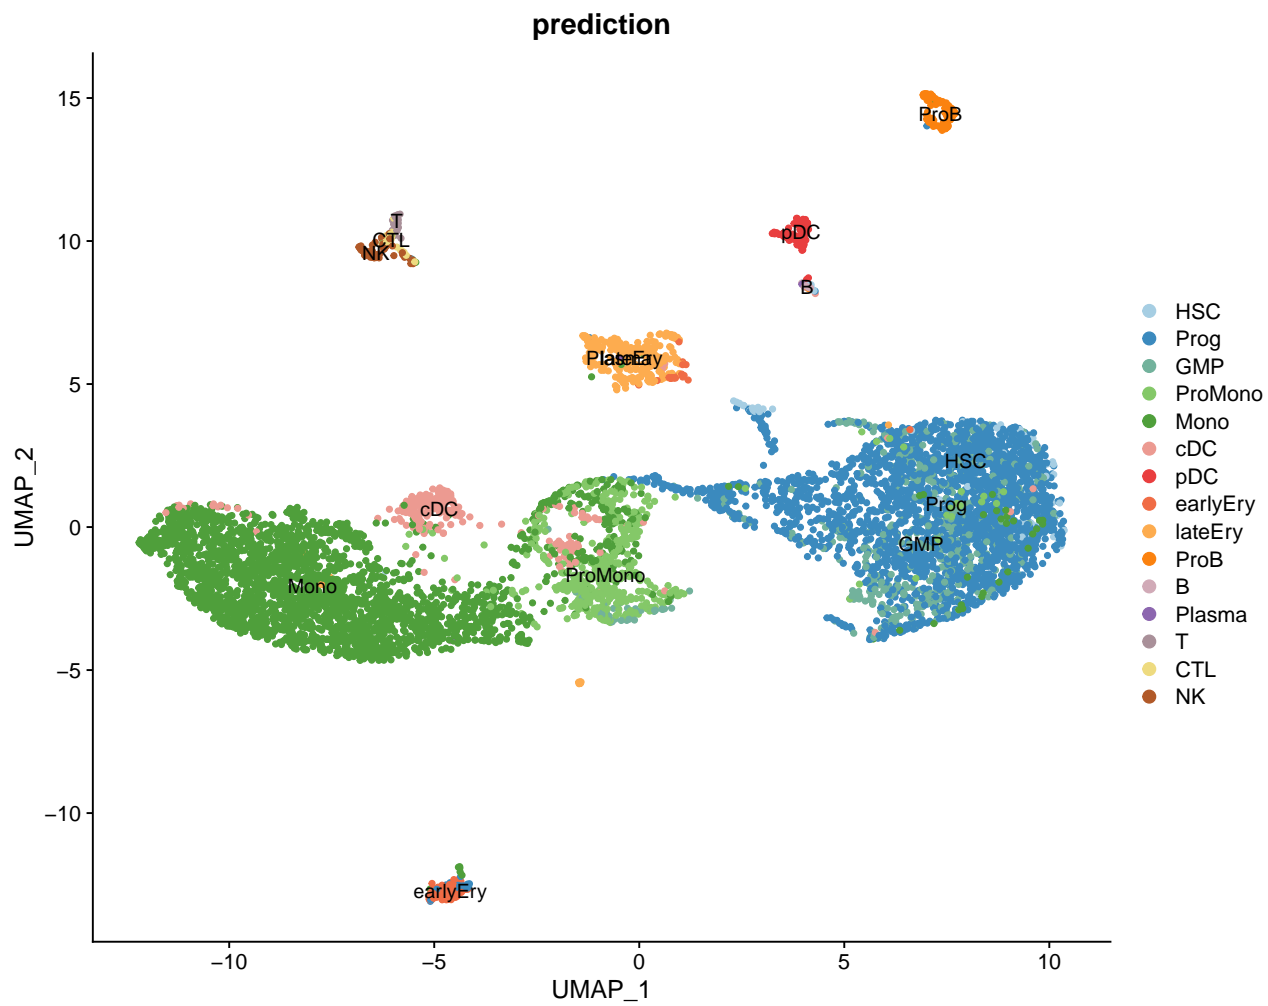 prediction
15
10
5
0
−5
−10
UMAP_2
ProB
T
CTL
NK
pDC
B
Plasma
lateEry
HSC
Prog
GMP
cDC
Mono
ProMono
earlyEry
−10
−5
0
5
10
UMAP_1
HSC
Prog
GMP
ProMono
Mono
cDC
pDC
earlyEry
lateEry
ProB
B
Plasma
T
CTL
NK